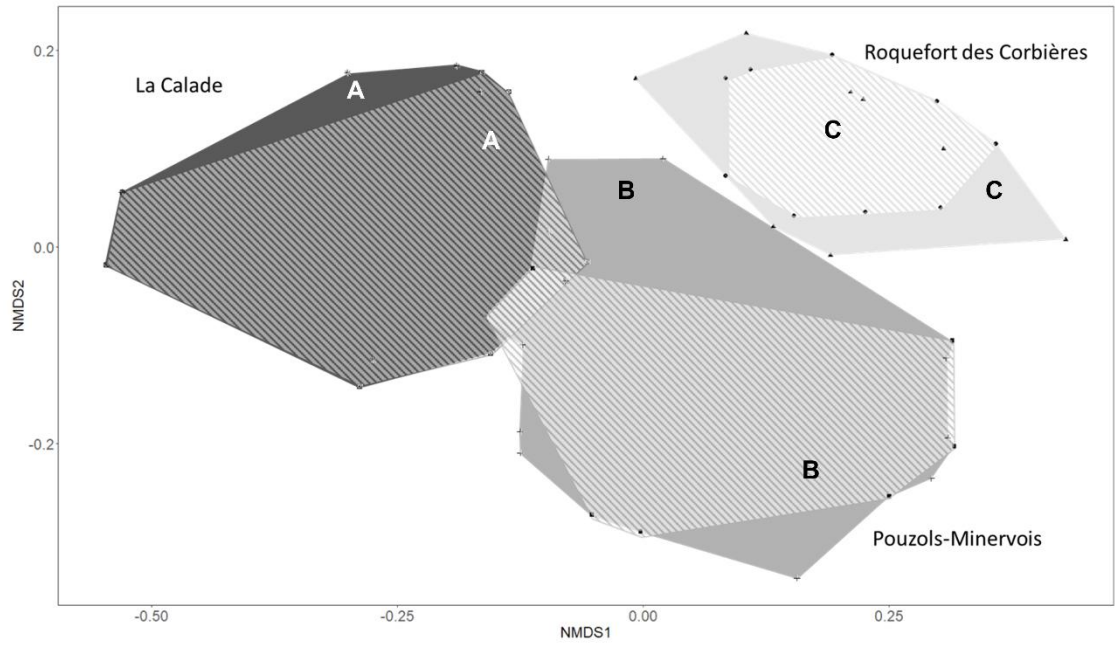 0.2
Roquefort des Corbières
La Calade
A
A
C
C
B
0.0
NMDS2
-0.2
B
Pouzols-Minervois
-0.50
-0.25
0.00
0.25
NMDS1